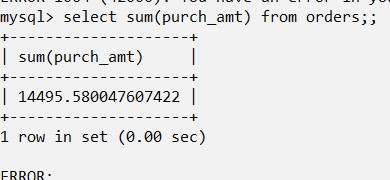 mysql> select sum(purch_amt) from orders;;
+--------------------+
| sum(purch_amt)     |
+--------------------+
| 14495.580047607422 |
+--------------------+
1 row in set (0.00 sec)
ERROR: